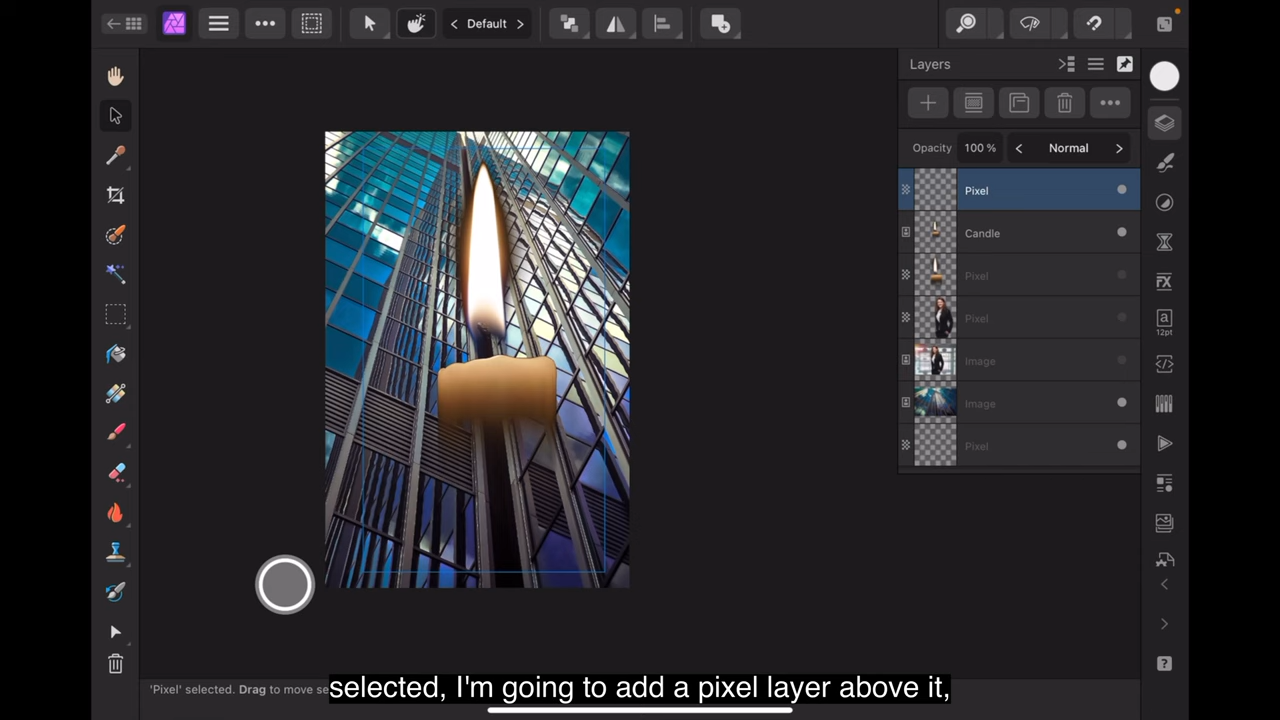 Default
Layers
Opacity 100 % Normal
Pixel
Candle
Pixel
Pixel
Image
Image
Pixel
FX
a
12pt
?
'Pixel' selected. Drag to move se
selected, I'm going to add a pixel layer above it,